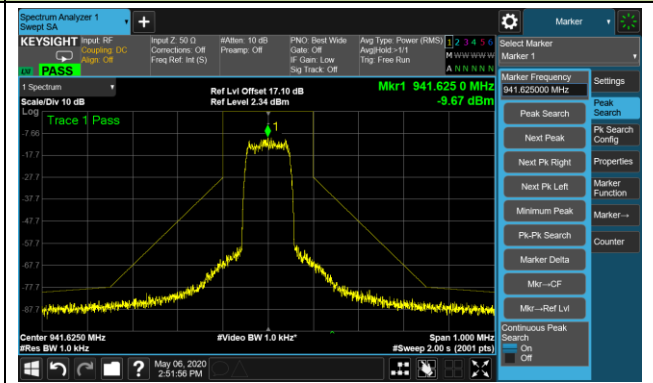 Spectrum Analyzer 1
Swept SA
Marker
KEYSIGHT
Input: RF
Coupling: DC
Align: Off
Input Z: 50 Ω
Corrections: Off
Freq Ref: Int (S)
#Atten: 10 dB
Preamp: Off
PNO: Best Wide
Gate: Off
IF Gain: Low
Sig Track: Off
Avg Type: Power (RMS)
Avg|Hold:>1/1
Trig: Free Run
1 2 3 4 5 6
M W W W W W
A N N N N N
PASS
Select Marker
Marker 1
1 Spectrum
Scale/Div 10 dB
Ref Lvl Offset 17.10 dB
Ref Level 2.34 dBm
Mkr1 941.625 0 MHz
-9.67 dBm
Log
Trace 1 Pass
1
-7.66
-17.7
-27.7
-37.7
-47.7
-57.7
-67.7
-77.7
-87.7
Center 941.6250 MHz
#Res BW 1.0 kHz
#Video BW 1.0 kHz*
Span 1.000 MHz
#Sweep 2.00 s (2001 pts)
Marker Frequency
941.625000 MHz
Peak Search
Next Peak
Next Pk Right
Next Pk Left
Minimum Peak
Pk-Pk Search
Marker Delta
Mkr→CF
Mkr→Ref Lvl
Continuous Peak
Search
On
Off
Settings
Peak
Search
Pk Search
Config
Properties
Marker
Function
Marker→
Counter
?
May 06, 2020
2:51:56 PM